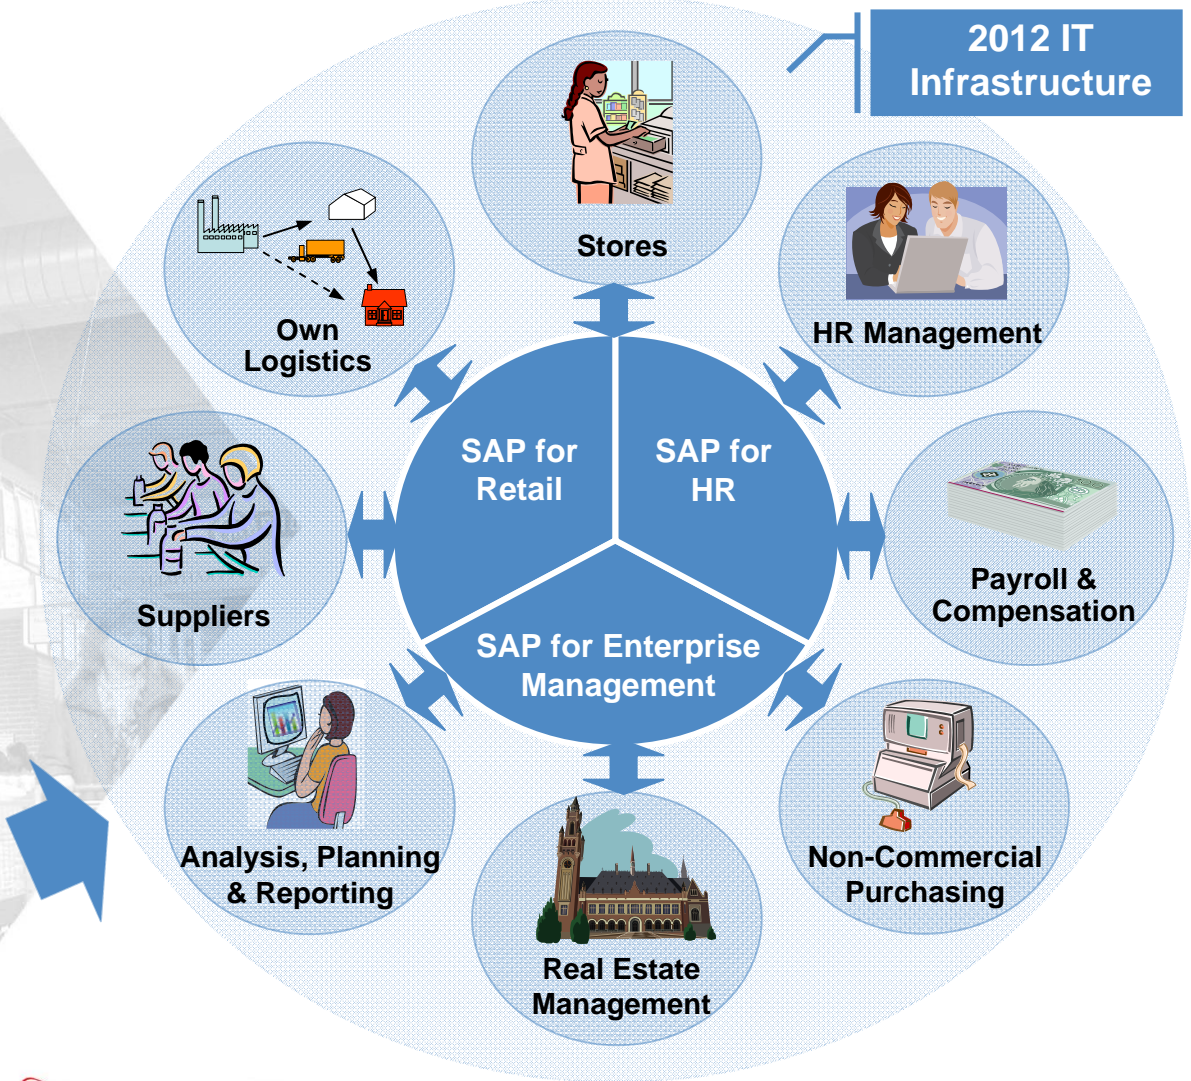 2012 IT
Infrastructure
Stores
HR Management
Own
Logistics
SAP for
Retail
SAP for
HR
Payroll &
Compensation
Suppliers
SAP for Enterprise
Management
Analysis, Planning
& Reporting
Non-Commercial
Purchasing
Real Estate
Management